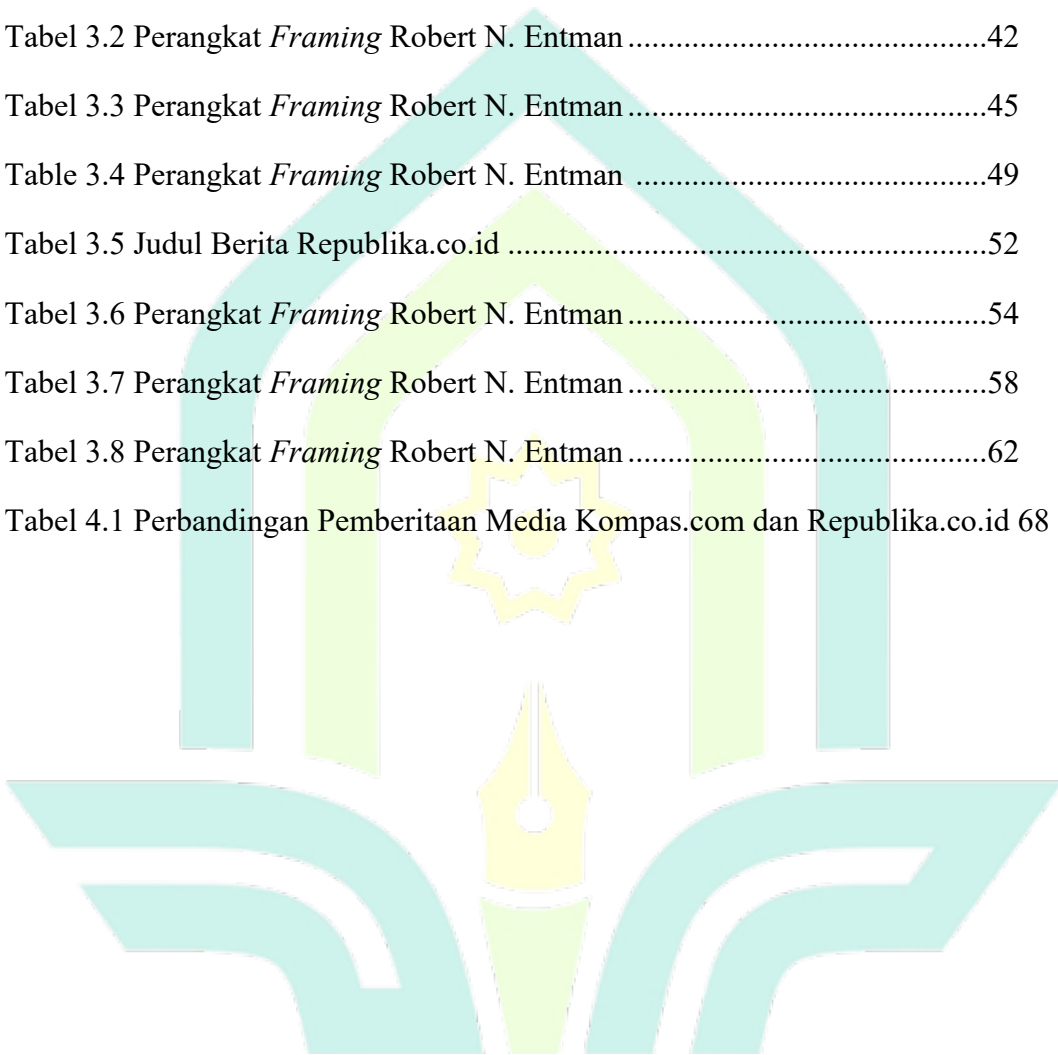 Tabel 3.2 Perangkat Framing Robert N. Entman ............................................42
Tabel 3.3 Perangkat Framing Robert N. Entman ............................................45
Table 3.4 Perangkat Framing Robert N. Entman ...........................................49
Tabel 3.5 Judul Berita Republika.co.id ...........................................................52
Tabel 3.6 Perangkat Framing Robert N. Entman ............................................54
Tabel 3.7 Perangkat Framing Robert N. Entman ............................................58
Tabel 3.8 Perangkat Framing Robert N. Entman ............................................62
Tabel 4.1 Perbandingan Pemberitaan Media Kompas.com dan Republika.co.id 68